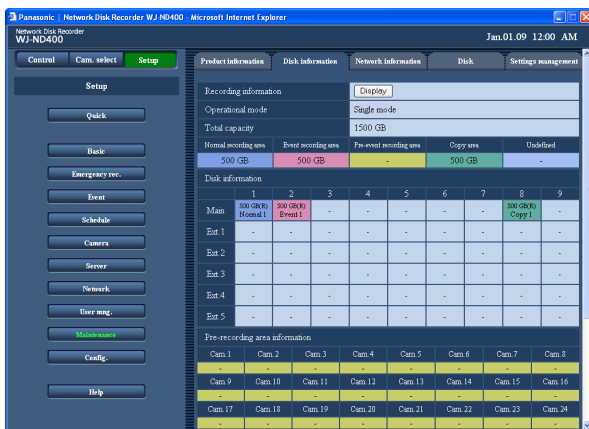 Panasonic | Network Disk Recorder WJ-ND400 - Microsoft Internet Explorer
Network Disk Recorder
WJ-ND400
Jan.01.09 12:00 AM
Control Cam. select Setup
Product information Disk information Network information Disk Settings management
Setup
Quick
Basic
Emergency rec.
Event
Schedule
Camera
Server
Network
User mng.
Maintenance
Config.
Help
Recording information Display
Operational mode Single mode
Total capacity 1500 GB
Normal recording area Event recording area Pre-event recording area Copy area Undefined
500 GB 500 GB - 500 GB -
Disk information
1 2 3 4 5 6 7 8 9
Main 500 GB(R) 500 GB(R) - - - - - 500 GB(R) -
Normal 1 Event 1 Copy 1
Ext.1 - - - - - - - - -
Ext.2 - - - - - - - - -
Ext.3 - - - - - - - - -
Ext.4 - - - - - - - - -
Ext.5 - - - - - - - - -
Pre-recording area information
Cam.1 Cam.2 Cam.3 Cam.4 Cam.5 Cam.6 Cam.7 Cam.8
- - - - - - - -
Cam.9 Cam.10 Cam.11 Cam.12 Cam.13 Cam.14 Cam.15 Cam.16
- - - - - - - -
Cam.17 Cam.18 Cam.19 Cam.20 Cam.21 Cam.22 Cam.23 Cam.24
- - - - - - - -